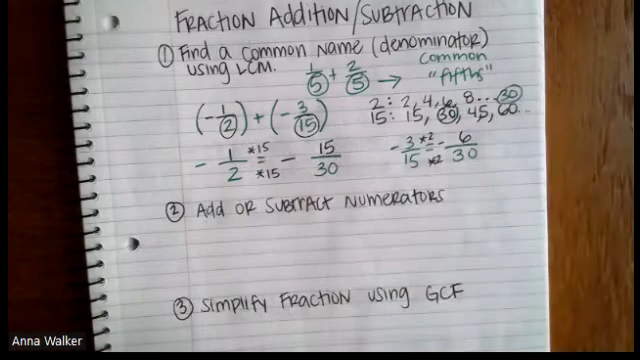 FRACTION ADDITION/SUBTRACTION
① Find a common name (denominator)
using LCM. 1/5 + 2/5 → common "fifths"
(-1/2) + (-3/15) 2: 2, 4, 6, 8 ... 30
15: 15, 30, 45, 60...
- 1/2 *15/*15 = - 15/30 - 3/15 *2/*2 = - 6/30
② Add OR SUBTRACT NUMERATORS
③ Simplify Fraction using GCF
Anna Walker